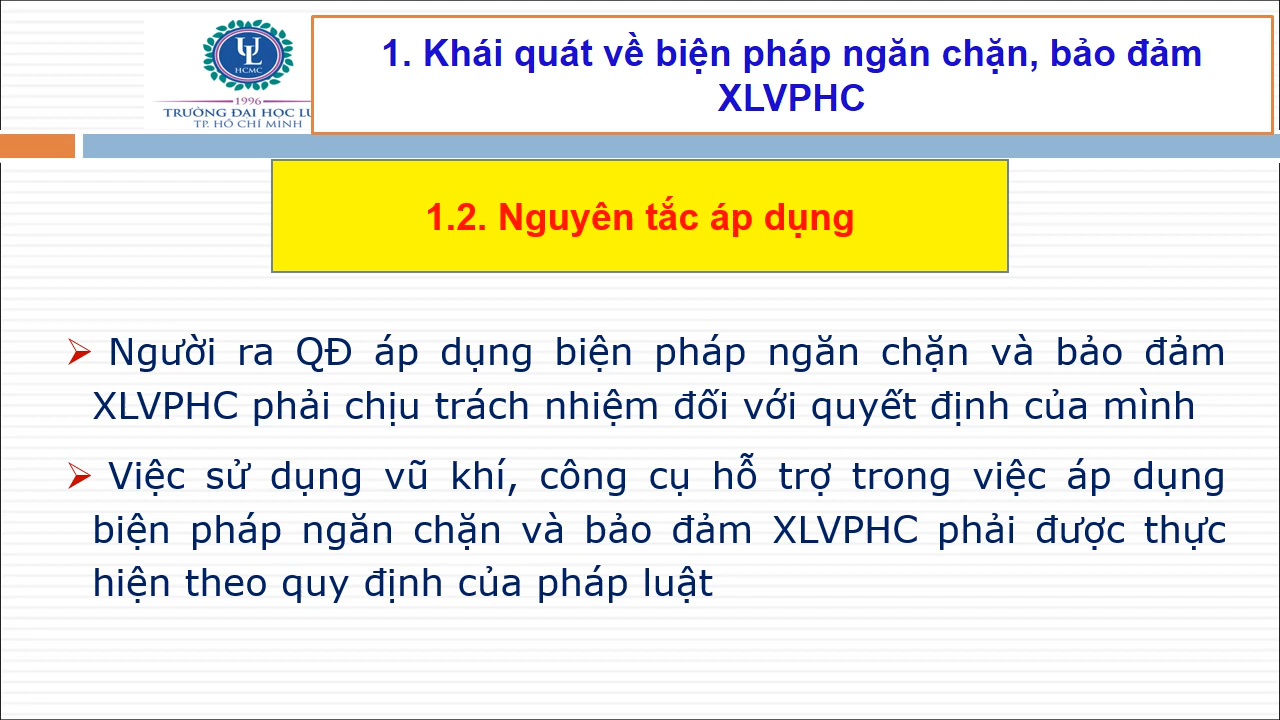 UL
HCMC
1996
TRƯỜNG ĐẠI HỌC LU
TP. HỒ CHÍ MINH
1. Khái quát về biện pháp ngăn chặn, bảo đảm
XLVPHC
1.2. Nguyên tắc áp dụng
Người ra QĐ áp dụng biện pháp ngăn chặn và bảo đảm
XLVPHC phải chịu trách nhiệm đối với quyết định của mình
Việc sử dụng vũ khí, công cụ hỗ trợ trong việc áp dụng
biện pháp ngăn chặn và bảo đảm XLVPHC phải được thực
hiện theo quy định của pháp luật